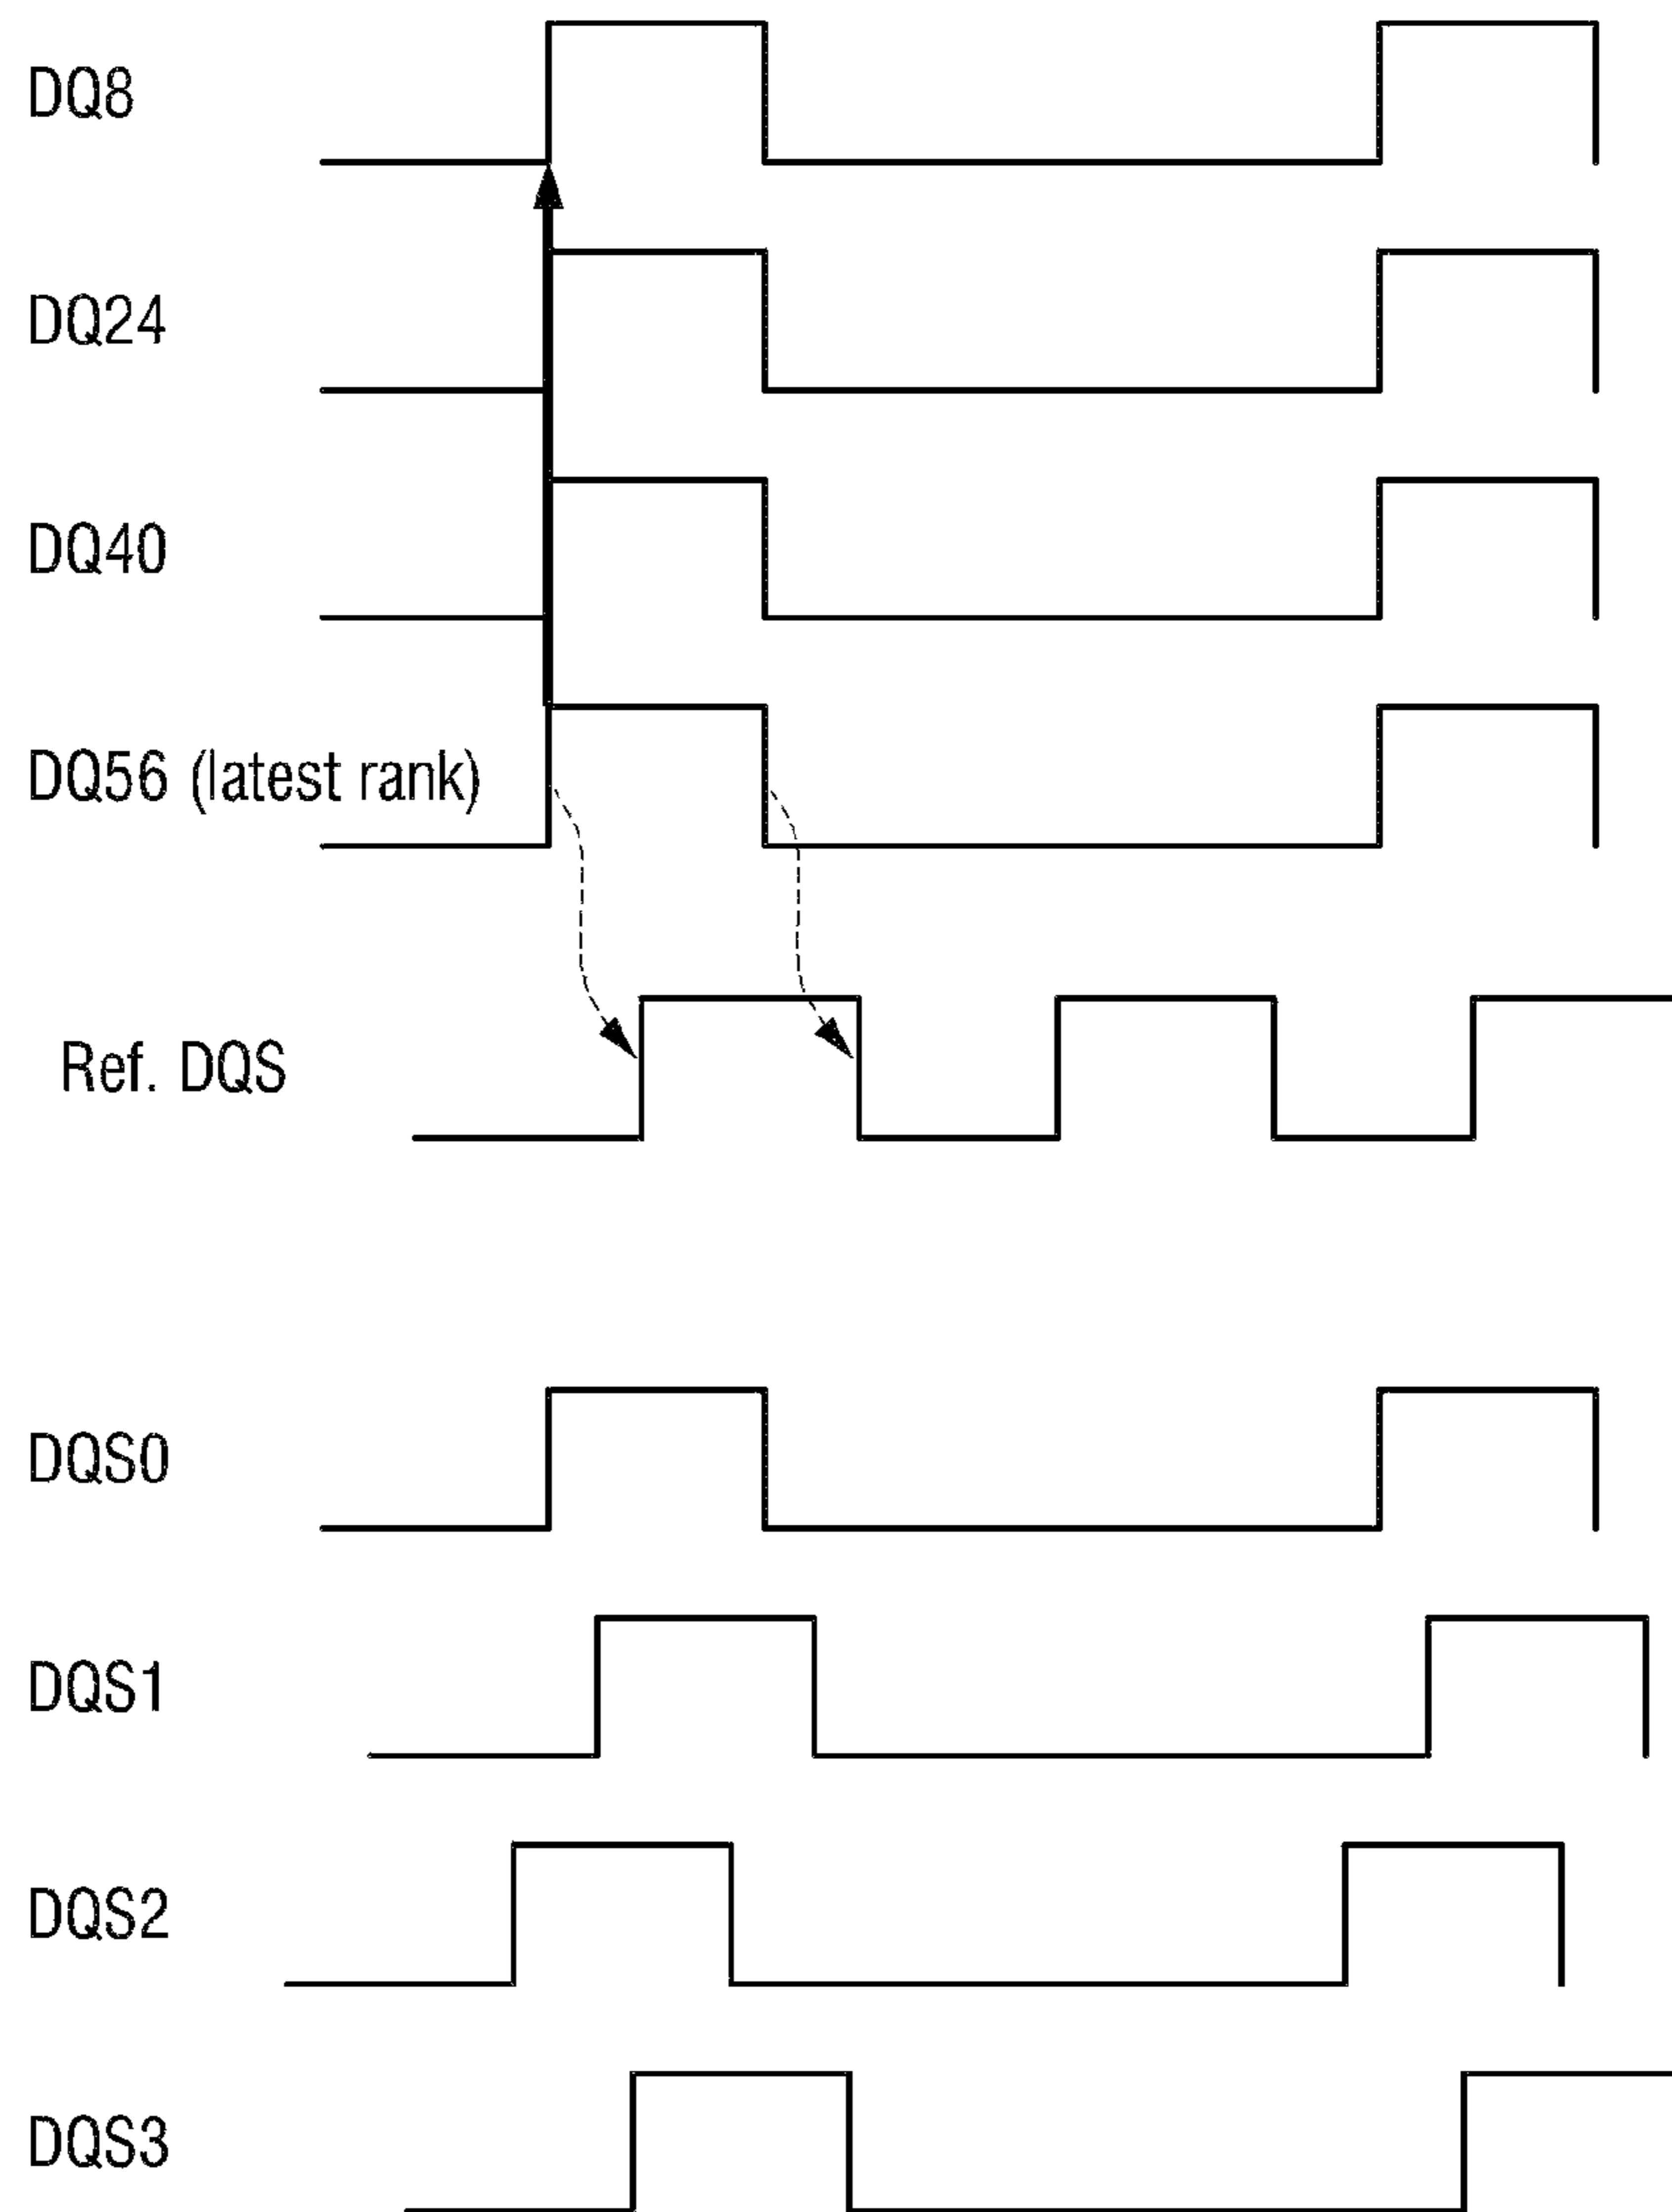 DQ8
DQ24
DQ40
DQ56 (latest rank)
Ref. DQS
DQS0
DQS1
DQS2
DQS3